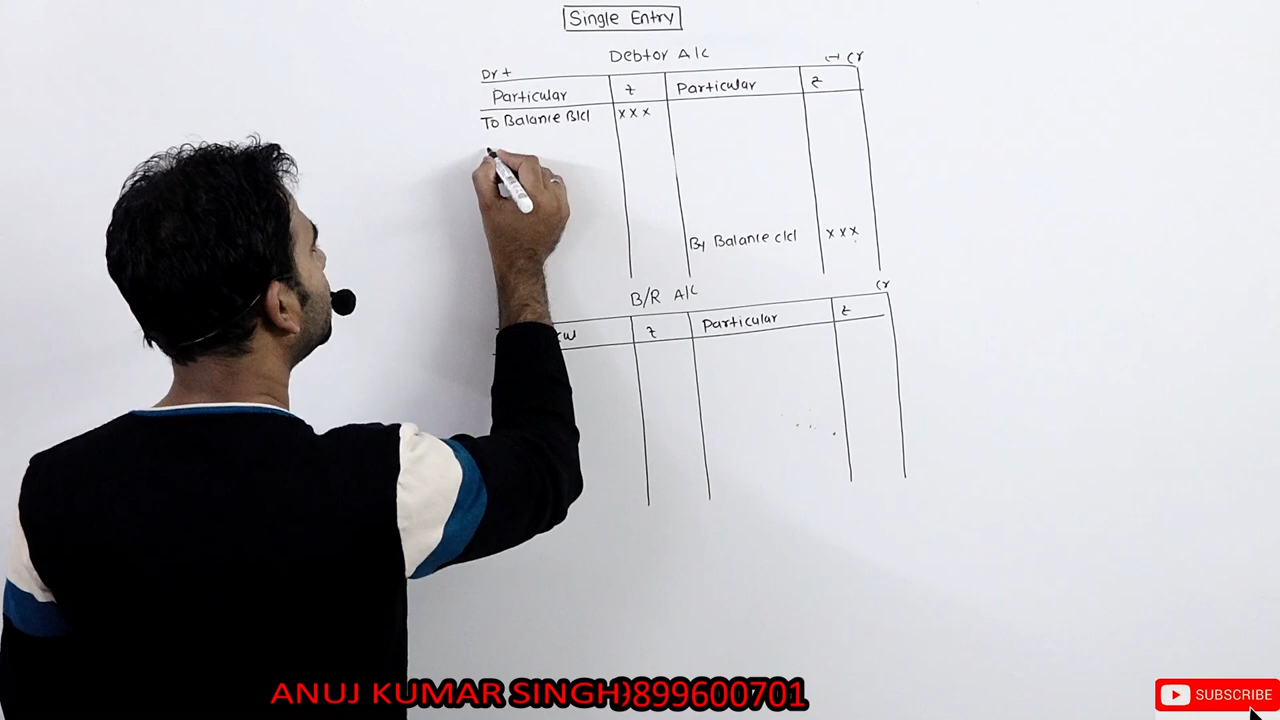 Single Entry
Debtor A/c
Dr + (-) Cr
Particular ₹ Particular ₹
To Balance B/d xxx
By Balance c/d xxx
B/R A/c
Cr
₹ Particular ₹
ANUJ KUMAR SINGH 9899600701
SUBSCRIBE